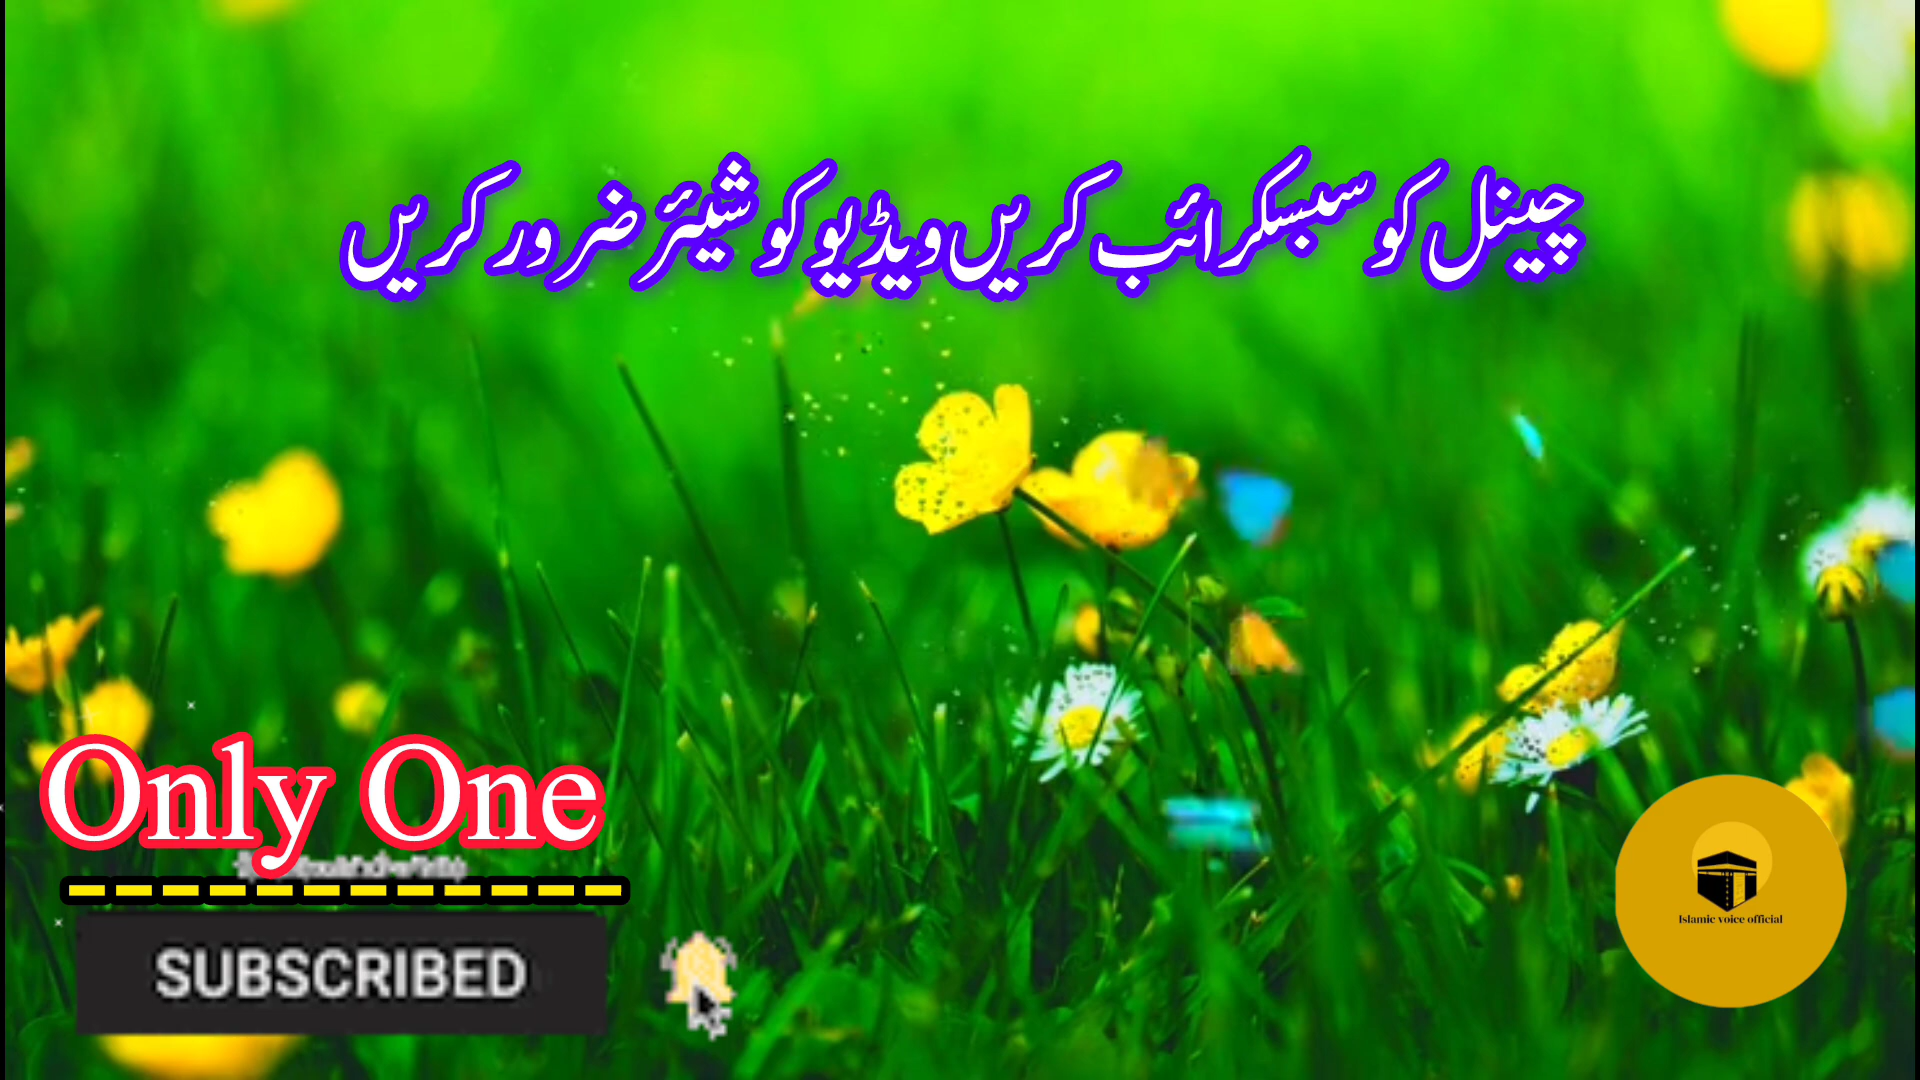 چینل کو سبسکرائب کریں ویڈیو کو شیئر ضرور کریں
Only One
SUBSCRIBED
Islamic voice official